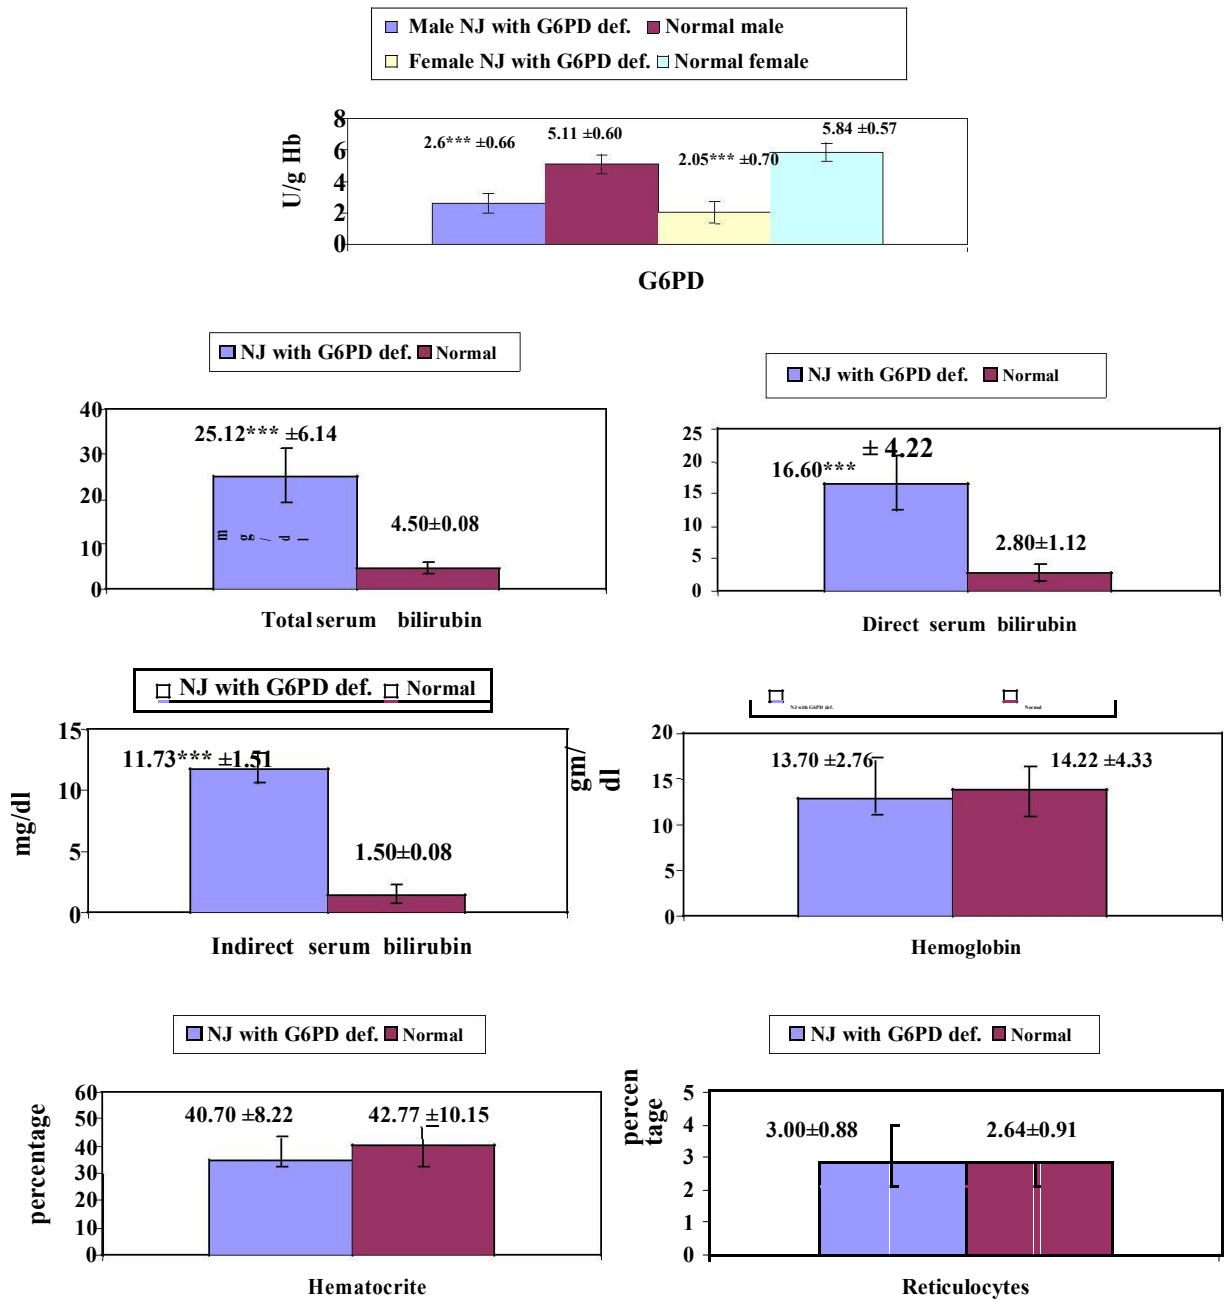 Male NJ with G6PD def. Normal male
Female NJ with G6PD def. Normal female
8
6
4
2
0
U/g Hb
2.6*** ±0.66
5.11 ±0.60
2.05*** ±0.70
5.84 ±0.57
G6PD
NJ with G6PD def. Normal
40
30
20
10
0
25.12*** ±6.14
4.50±0.08
Total serum bilirubin
NJ with G6PD def. Normal
25
20
15
10
5
0
16.60*** ± 4.22
2.80±1.12
Direct serum bilirubin
NJ with G6PD def. Normal
15
10
5
0
mg/dl
11.73*** ±1.51
1.50±0.08
Indirect serum bilirubin
NJ with G6PD def. Normal
gm/
dl
20
15
10
5
0
13.70 ±2.76
14.22 ±4.33
Hemoglobin
NJ with G6PD def. Normal
percentage
60
50
40
30
20
10
0
40.70 ±8.22
42.77 ±10.15
Hematocrite
NJ with G6PD def. Normal
percen
tage
5
4
3
2
1
0
3.00±0.88
2.64±0.91
Reticulocytes